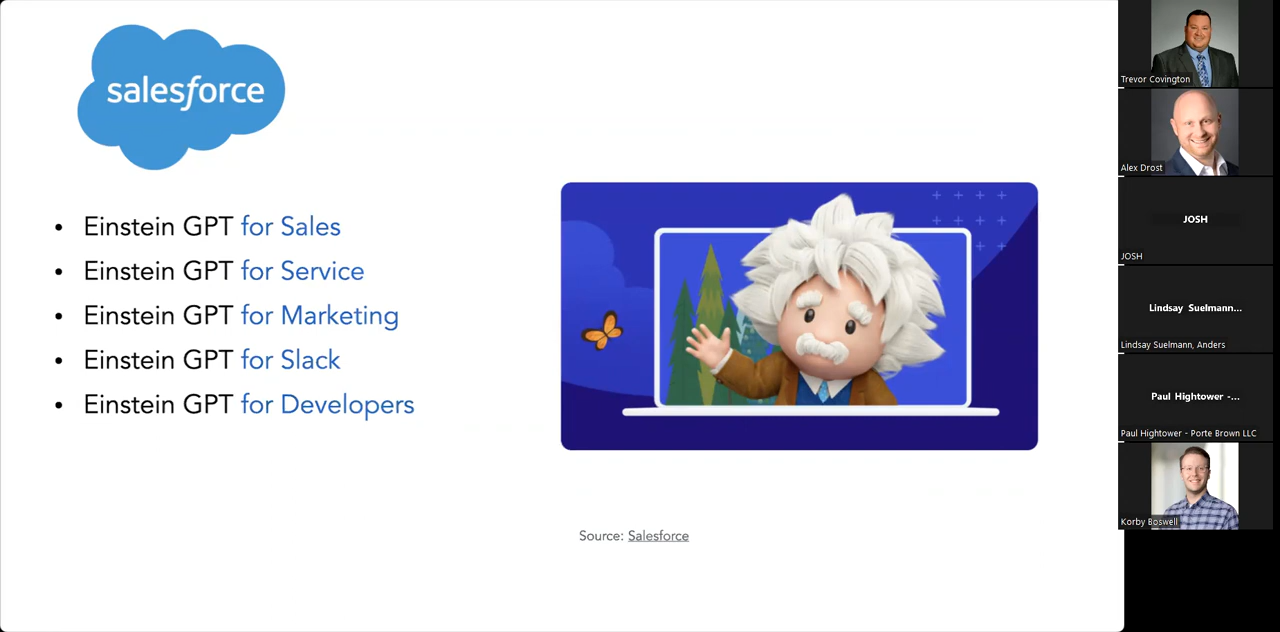 salesforce
• Einstein GPT for Sales
• Einstein GPT for Service
• Einstein GPT for Marketing
• Einstein GPT for Slack
• Einstein GPT for Developers
Source: Salesforce
Trevor Covington
Alex Drost
JOSH
JOSH
Lindsay Suelmann...
Lindsay Suelmann, Anders
Paul Hightower -...
Paul Hightower - Porte Brown LLC
Korby Boswell